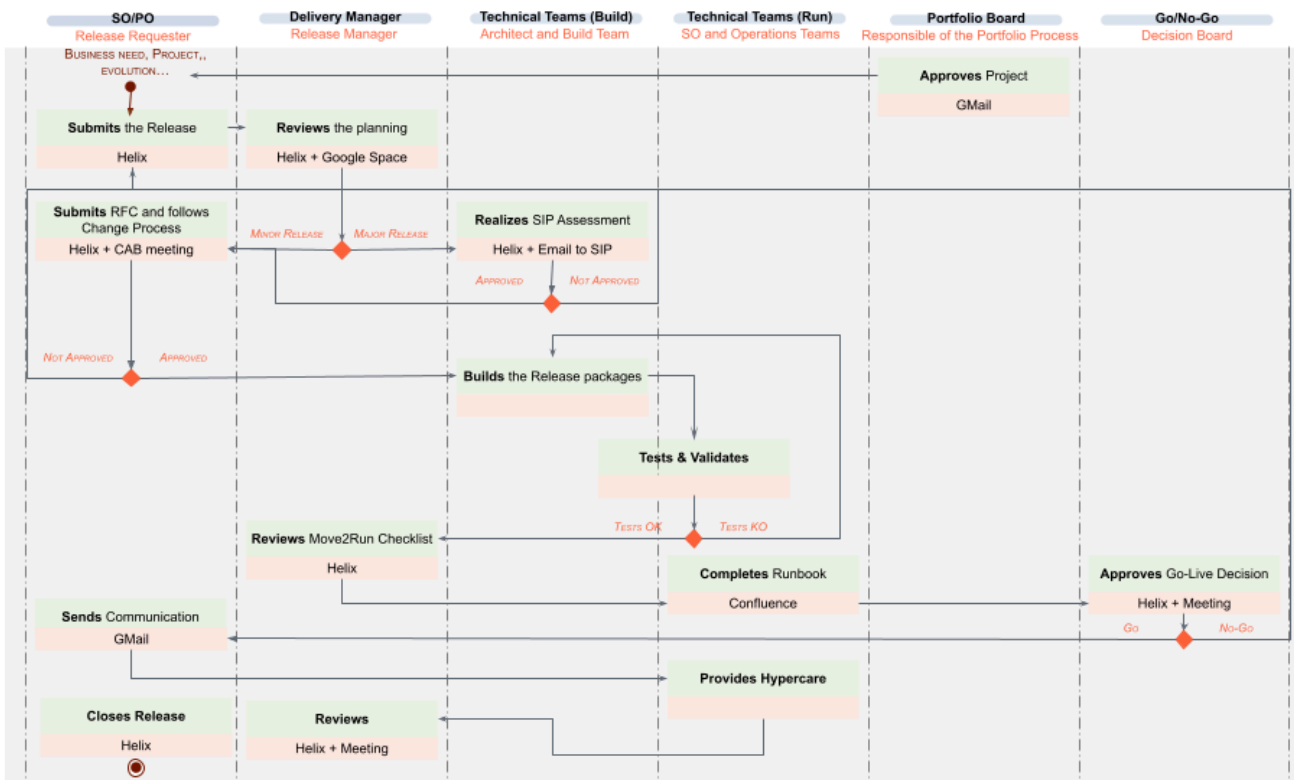 SO/PO
Release Requester
Delivery Manager
Release Manager
Technical Teams (Build)
Architect and Build Team
Technical Teams (Run)
SO and Operations Teams
Portfolio Board
Responsible of the Portfolio Process
Go/No-Go
Decision Board
Business need, Project,,
evolution...
Approves Project
GMail
Submits the Release
Helix
Reviews the planning
Helix + Google Space
Submits RFC and follows
Change Process
Helix + CAB meeting
Minor Release
Major Release
Realizes SIP Assessment
Helix + Email to SIP
Approved
Not Approved
Not Approved
Approved
Builds the Release packages
Tests & Validates
Tests OK
Tests KO
Reviews Move2Run Checklist
Helix
Completes Runbook
Confluence
Approves Go-Live Decision
Helix + Meeting
Go
No-Go
Sends Communication
GMail
Provides Hypercare
Closes Release
Helix
Reviews
Helix + Meeting